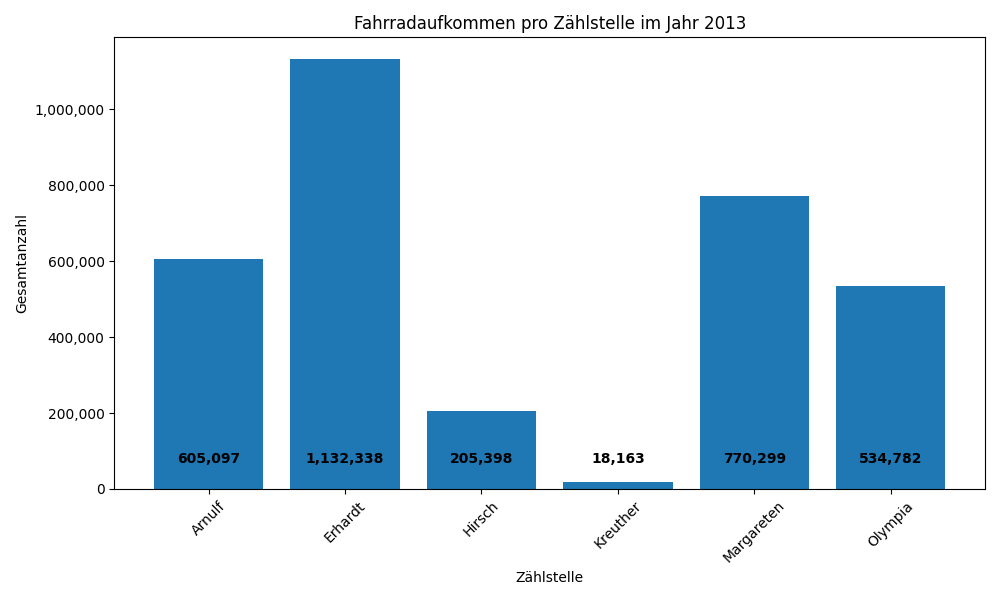 Fahrradaufkommen pro Zählstelle im Jahr 2013
Gesamtanzahl
1,000,000
800,000
600,000
400,000
200,000
0
605,097
1,132,338
205,398
18,163
770,299
534,782
Arnulf
Erhardt
Hirsch
Kreuther
Margareten
Olympia
Zählstelle